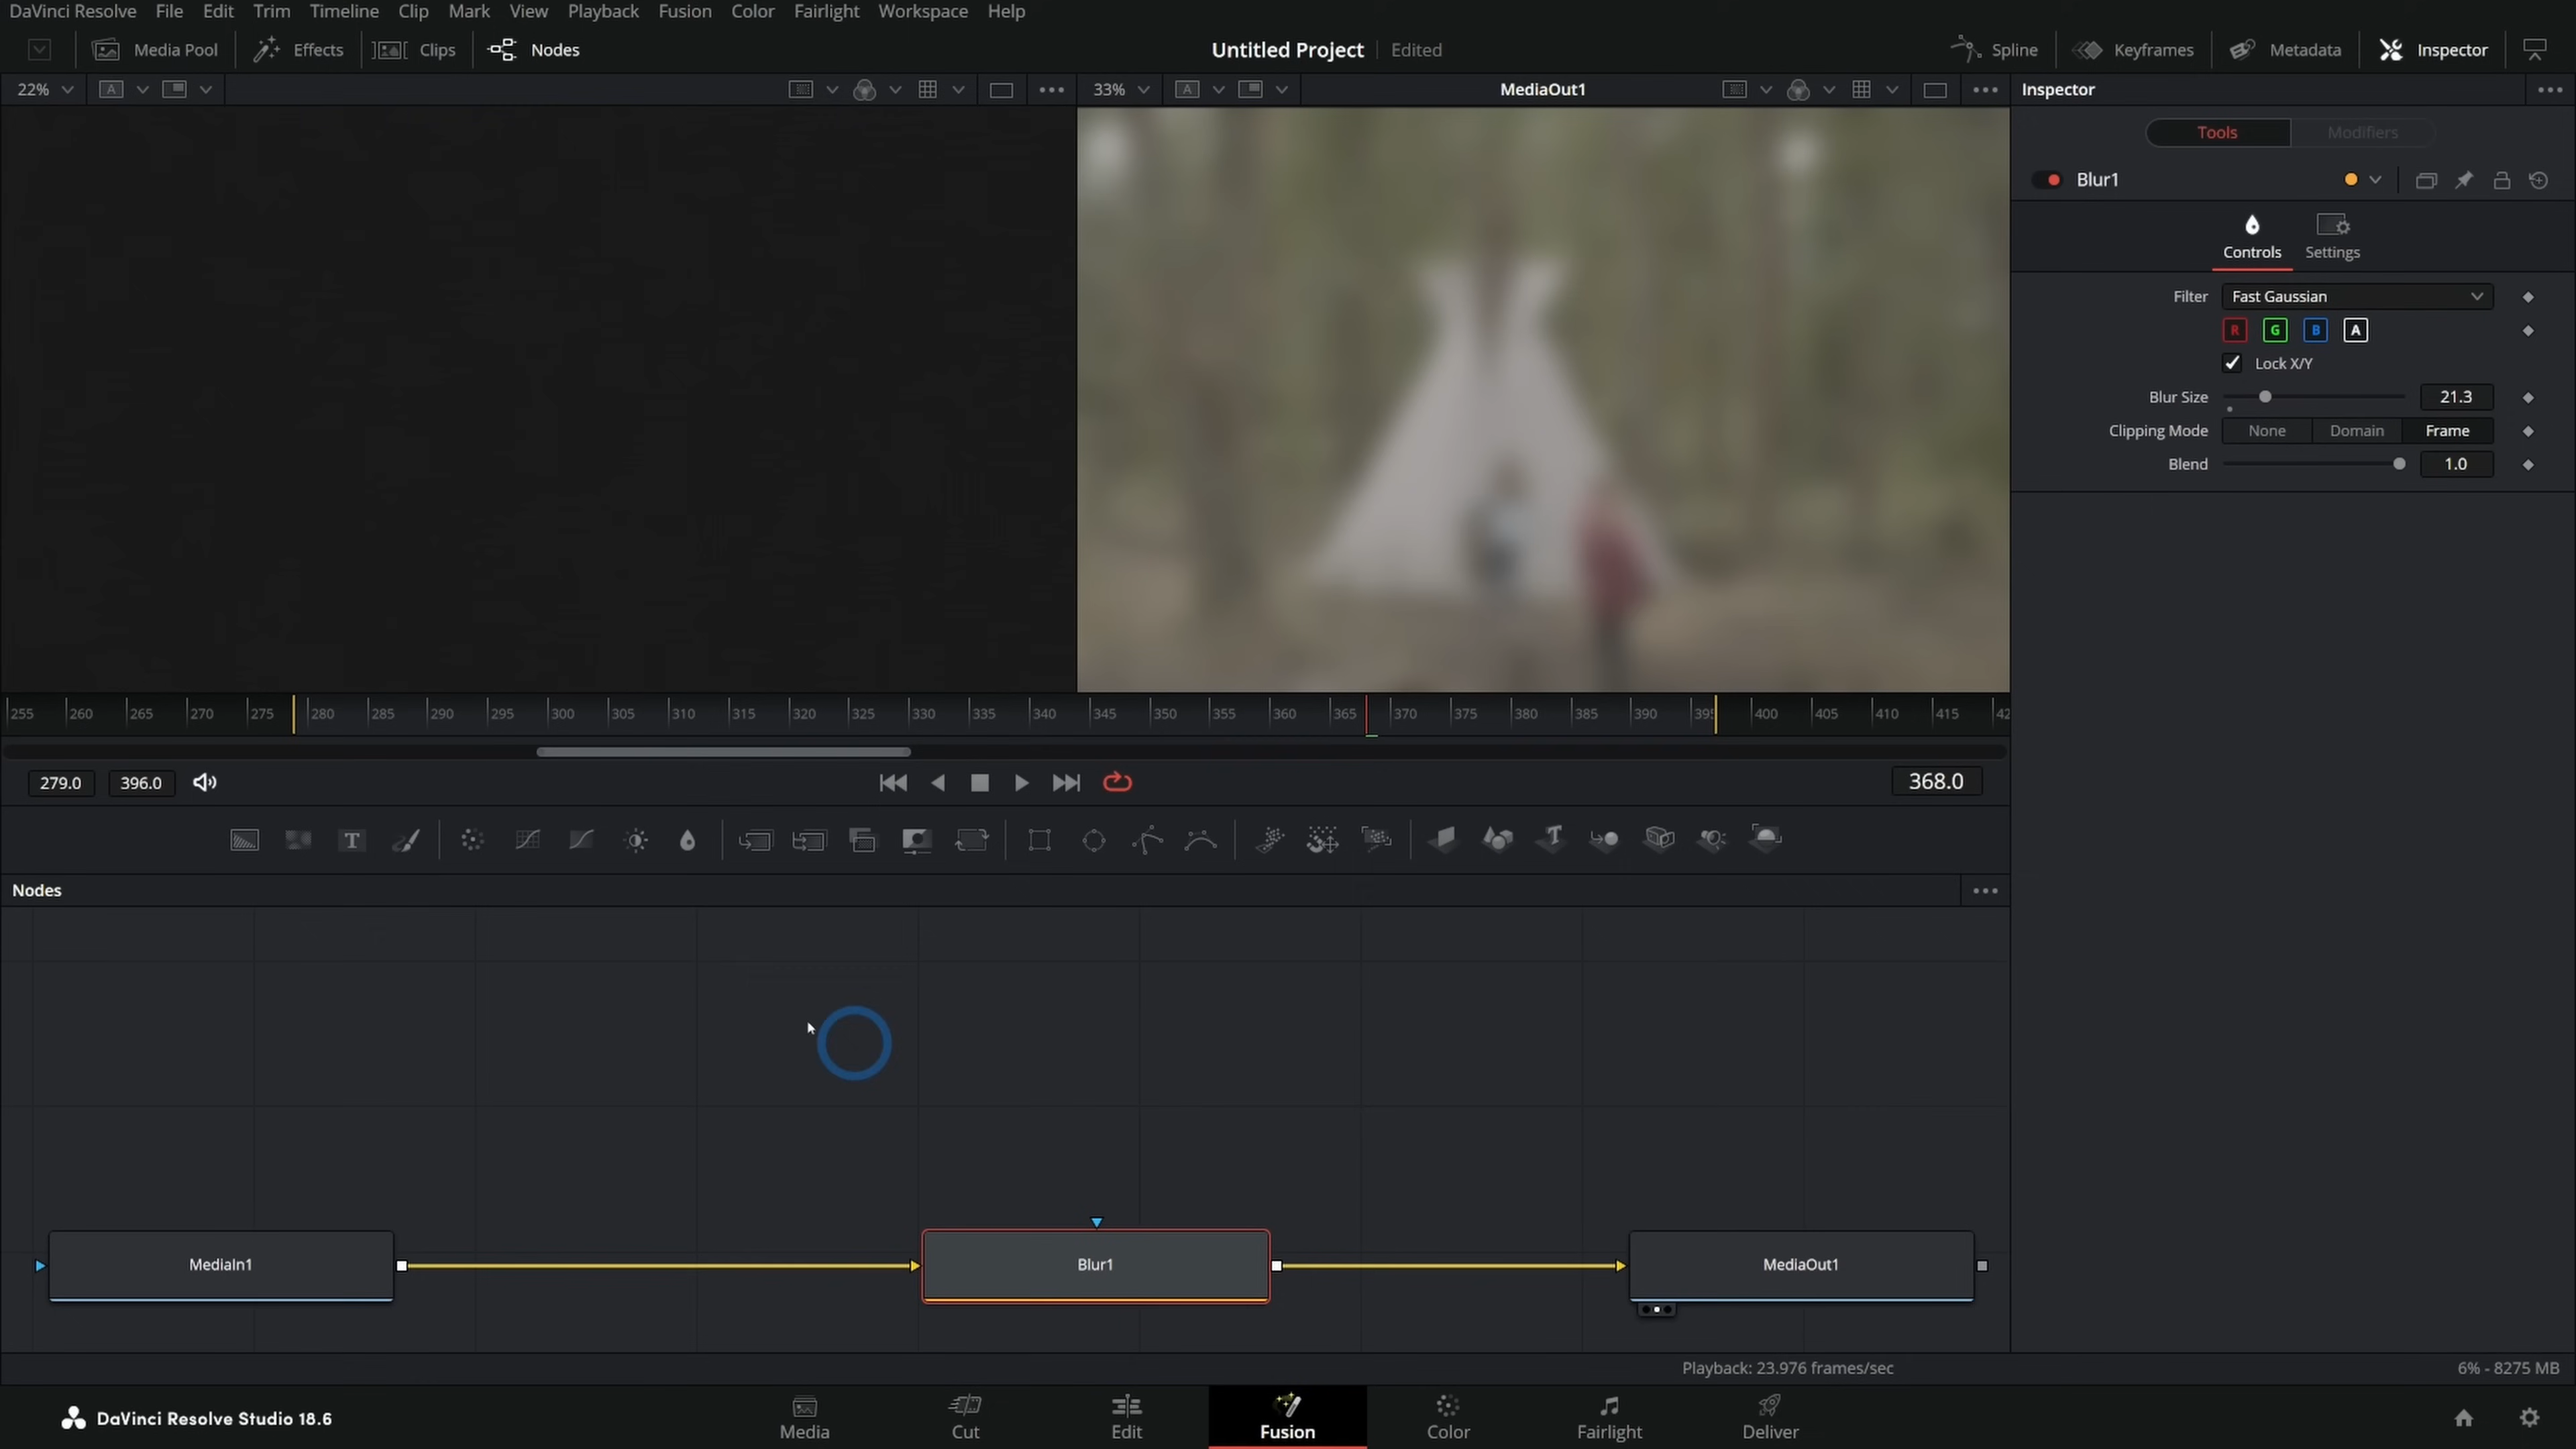 DaVinci Resolve File Edit Trim Timeline Clip Mark View Playback Fusion Color Fairlight Workspace Help
Media Pool Effects Clips Nodes Untitled Project Edited Spline Keyframes Metadata Inspector
22% A 33% A MediaOut1 Inspector
Tools Modifiers
Blur1
Controls Settings
Filter Fast Gaussian
R G B A
Lock X/Y
Blur Size 21.3
Clipping Mode None Domain Frame
Blend 1.0
255 260 265 270 275 280 285 290 295 300 305 310 315 320 325 330 335 340 345 350 355 360 365 370 375 380 385 390 395 400 405 410 415 42
279.0 396.0 368.0
T T
Nodes
MediaIn1 Blur1 MediaOut1
Playback: 23.976 frames/sec 6% - 8275 MB
DaVinci Resolve Studio 18.6 Media Cut Edit Fusion Color Fairlight Deliver